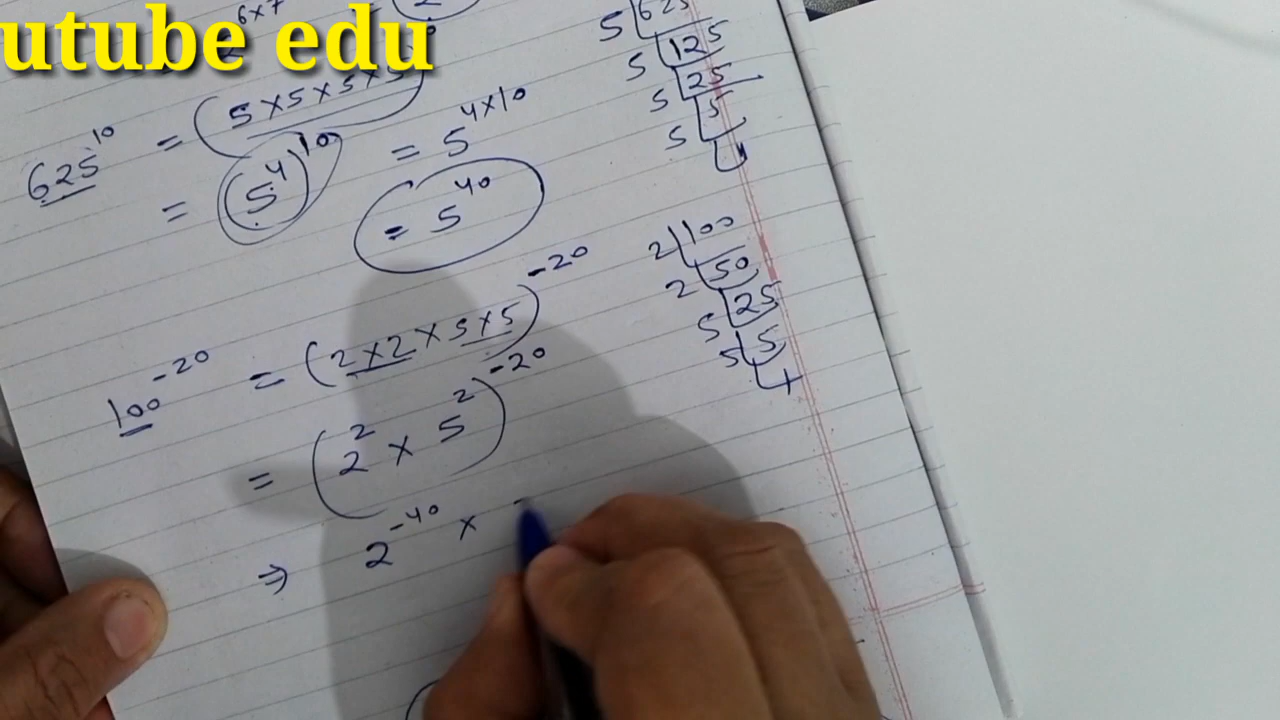 utube edu
6×7
625^10 = (5×5×5×5)^10
= (5^4)^10 = 5^4×10
= 5^40
5 625
5 125
5 25
5 5
1
100^-20 = (2×2×5×5)^-20
= (2^2 × 5^2)^-20
⇒ 2^-40 ×
2 100
2 50
5 25
5 5
1